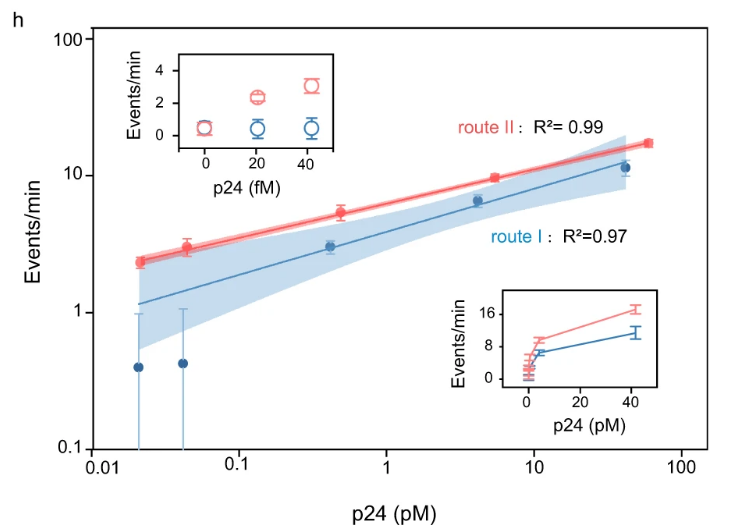 h
Events/min
100
10
1
0.1
0.01
0.1
1
10
100
p24 (pM)
Events/min
4
2
0
0
20
40
p24 (fM)
route II : R²= 0.99
route I : R²=0.97
Events/min
16
8
0
0
20
40
p24 (pM)